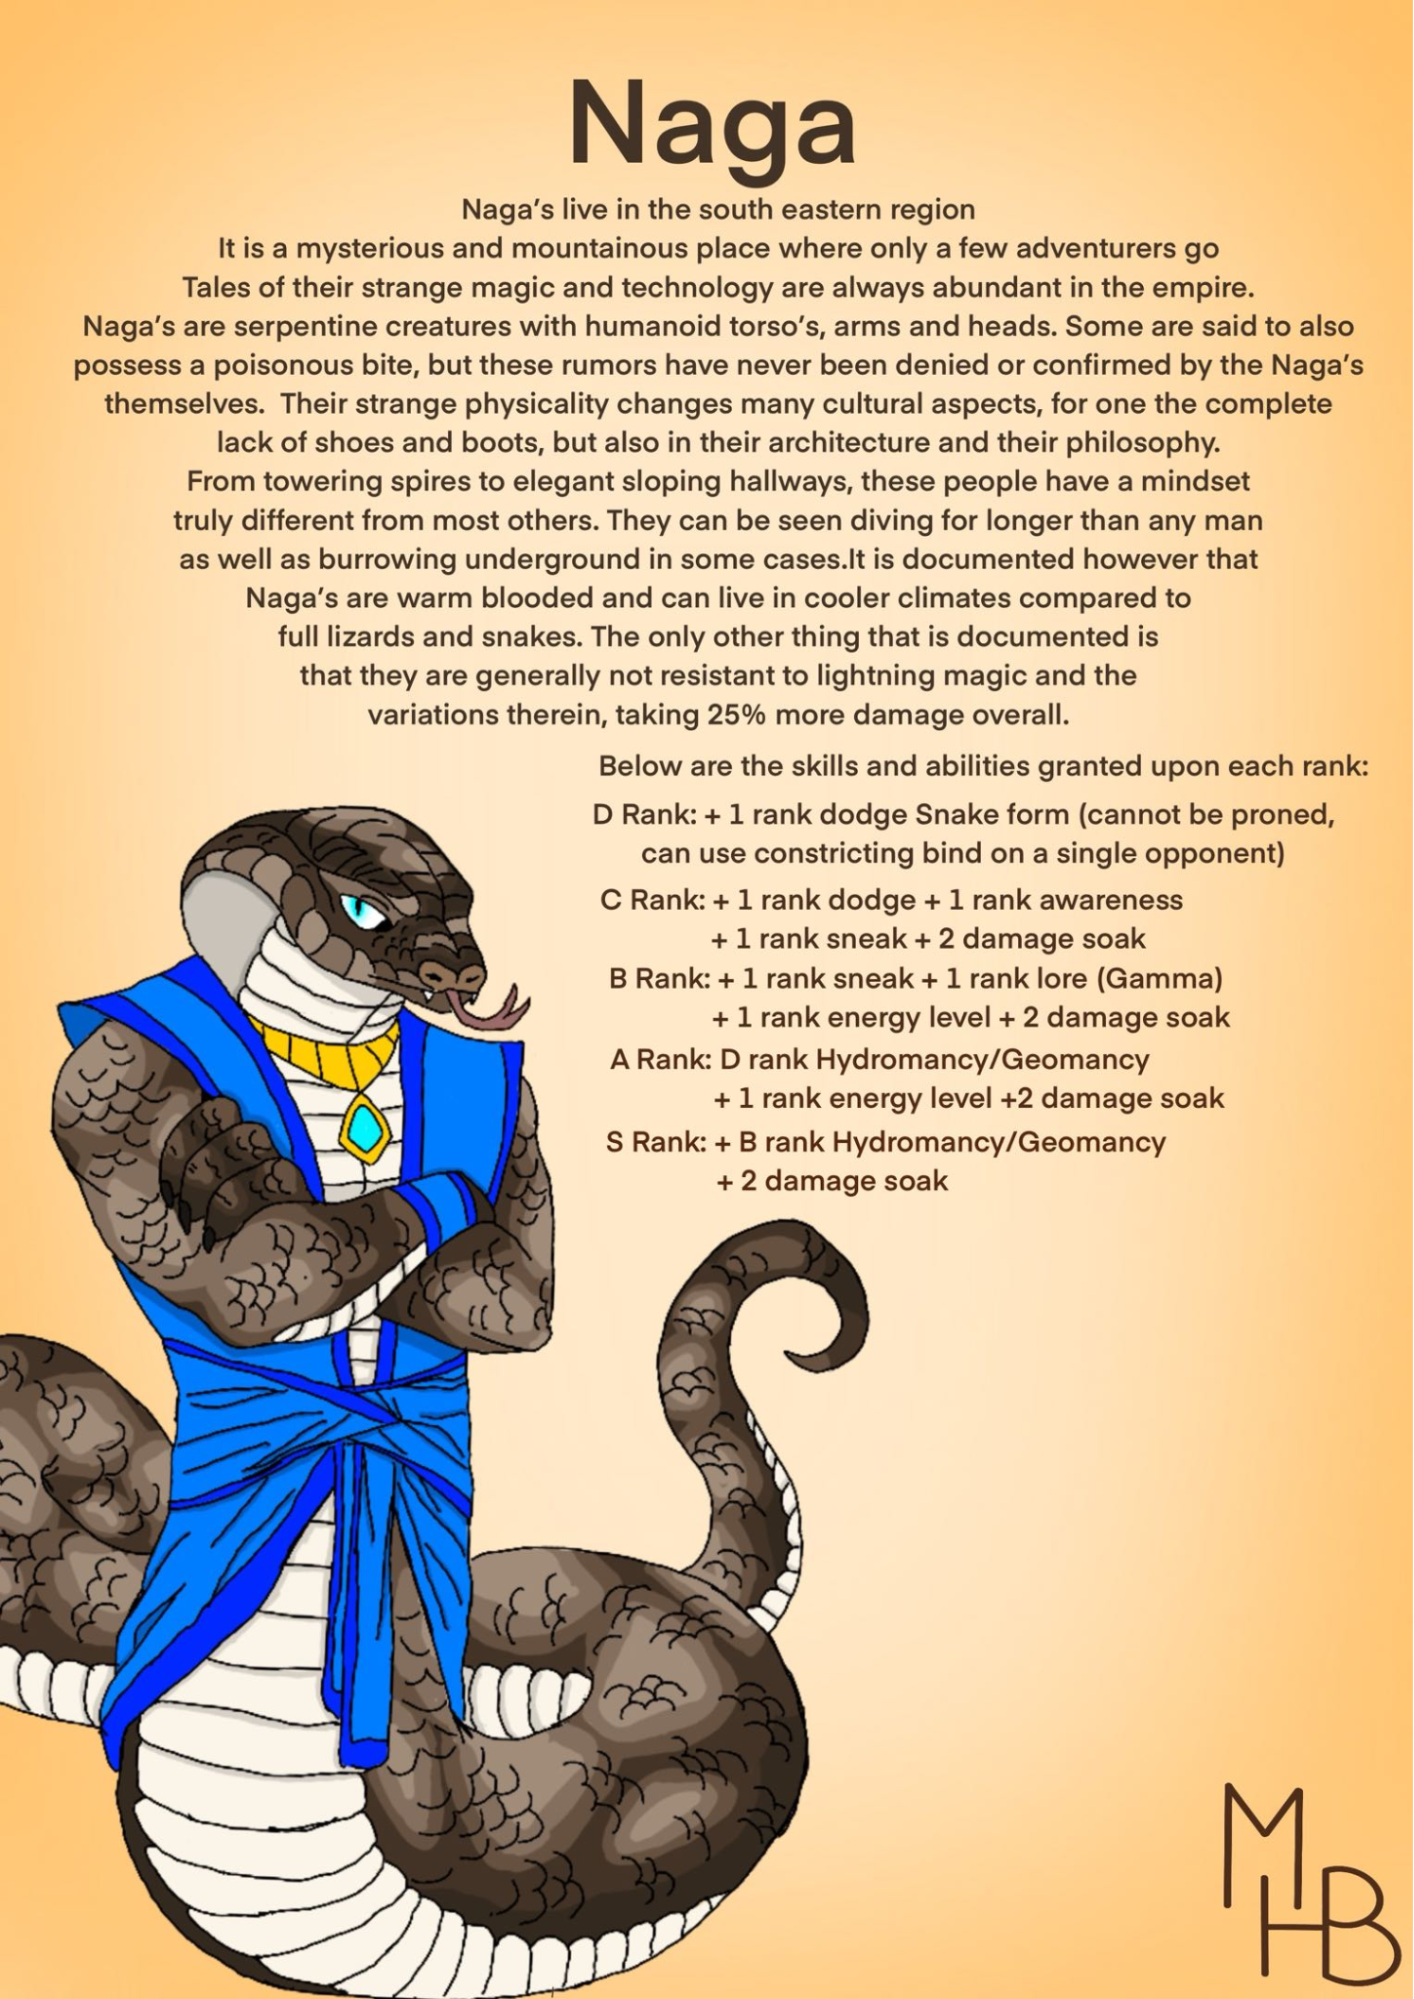 Naga
Naga’s live in the south eastern region
It is a mysterious and mountainous place where only a few adventurers go
Tales of their strange magic and technology are always abundant in the empire.
Naga’s are serpentine creatures with humanoid torso’s, arms and heads. Some are said to also
possess a poisonous bite, but these rumors have never been denied or confirmed by the Naga’s
themselves.  Their strange physicality changes many cultural aspects, for one the complete
lack of shoes and boots, but also in their architecture and their philosophy.
From towering spires to elegant sloping hallways, these people have a mindset
truly different from most others. They can be seen diving for longer than any man
as well as burrowing underground in some cases.It is documented however that
Naga’s are warm blooded and can live in cooler climates compared to
full lizards and snakes. The only other thing that is documented is
that they are generally not resistant to lightning magic and the
variations therein, taking 25% more damage overall.
Below are the skills and abilities granted upon each rank:
D Rank: + 1 rank dodge Snake form (cannot be proned,
can use constricting bind on a single opponent)
C Rank: + 1 rank dodge + 1 rank awareness
+ 1 rank sneak + 2 damage soak
B Rank: + 1 rank sneak + 1 rank lore (Gamma)
+ 1 rank energy level + 2 damage soak
A Rank: D rank Hydromancy/Geomancy
+ 1 rank energy level +2 damage soak
S Rank: + B rank Hydromancy/Geomancy
+ 2 damage soak
MHB